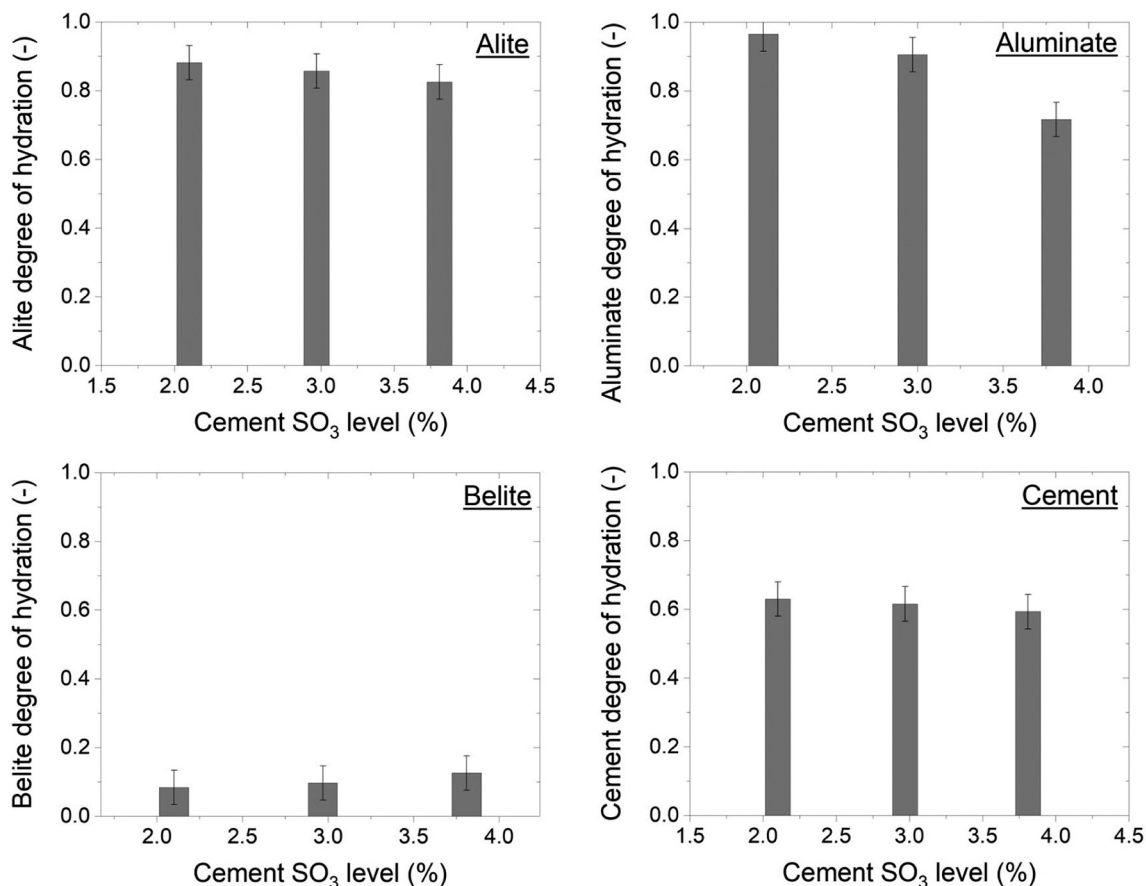 Alite
Alite degree of hydration (-)
1.0
0.8
0.6
0.4
0.2
0.0
1.5 2.0 2.5 3.0 3.5 4.0 4.5
Cement SO₃ level (%)
Aluminate
Aluminate degree of hydration (-)
1.0
0.8
0.6
0.4
0.2
0.0
2.0 2.5 3.0 3.5 4.0
Cement SO₃ level (%)
Belite
Belite degree of hydration (-)
1.0
0.8
0.6
0.4
0.2
0.0
2.0 2.5 3.0 3.5 4.0
Cement SO₃ level (%)
Cement
Cement degree of hydration (-)
1.0
0.8
0.6
0.4
0.2
0.0
1.5 2.0 2.5 3.0 3.5 4.0 4.5
Cement SO₃ level (%)